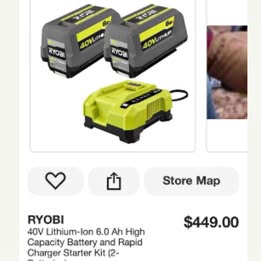 RYOBI
40V LITHIUM
RYOBI
40V LITHIUM
RYOBI
Store Map
RYOBI
$449.00
40V Lithium-Ion 6.0 Ah High
Capacity Battery and Rapid
Charger Starter Kit (2-